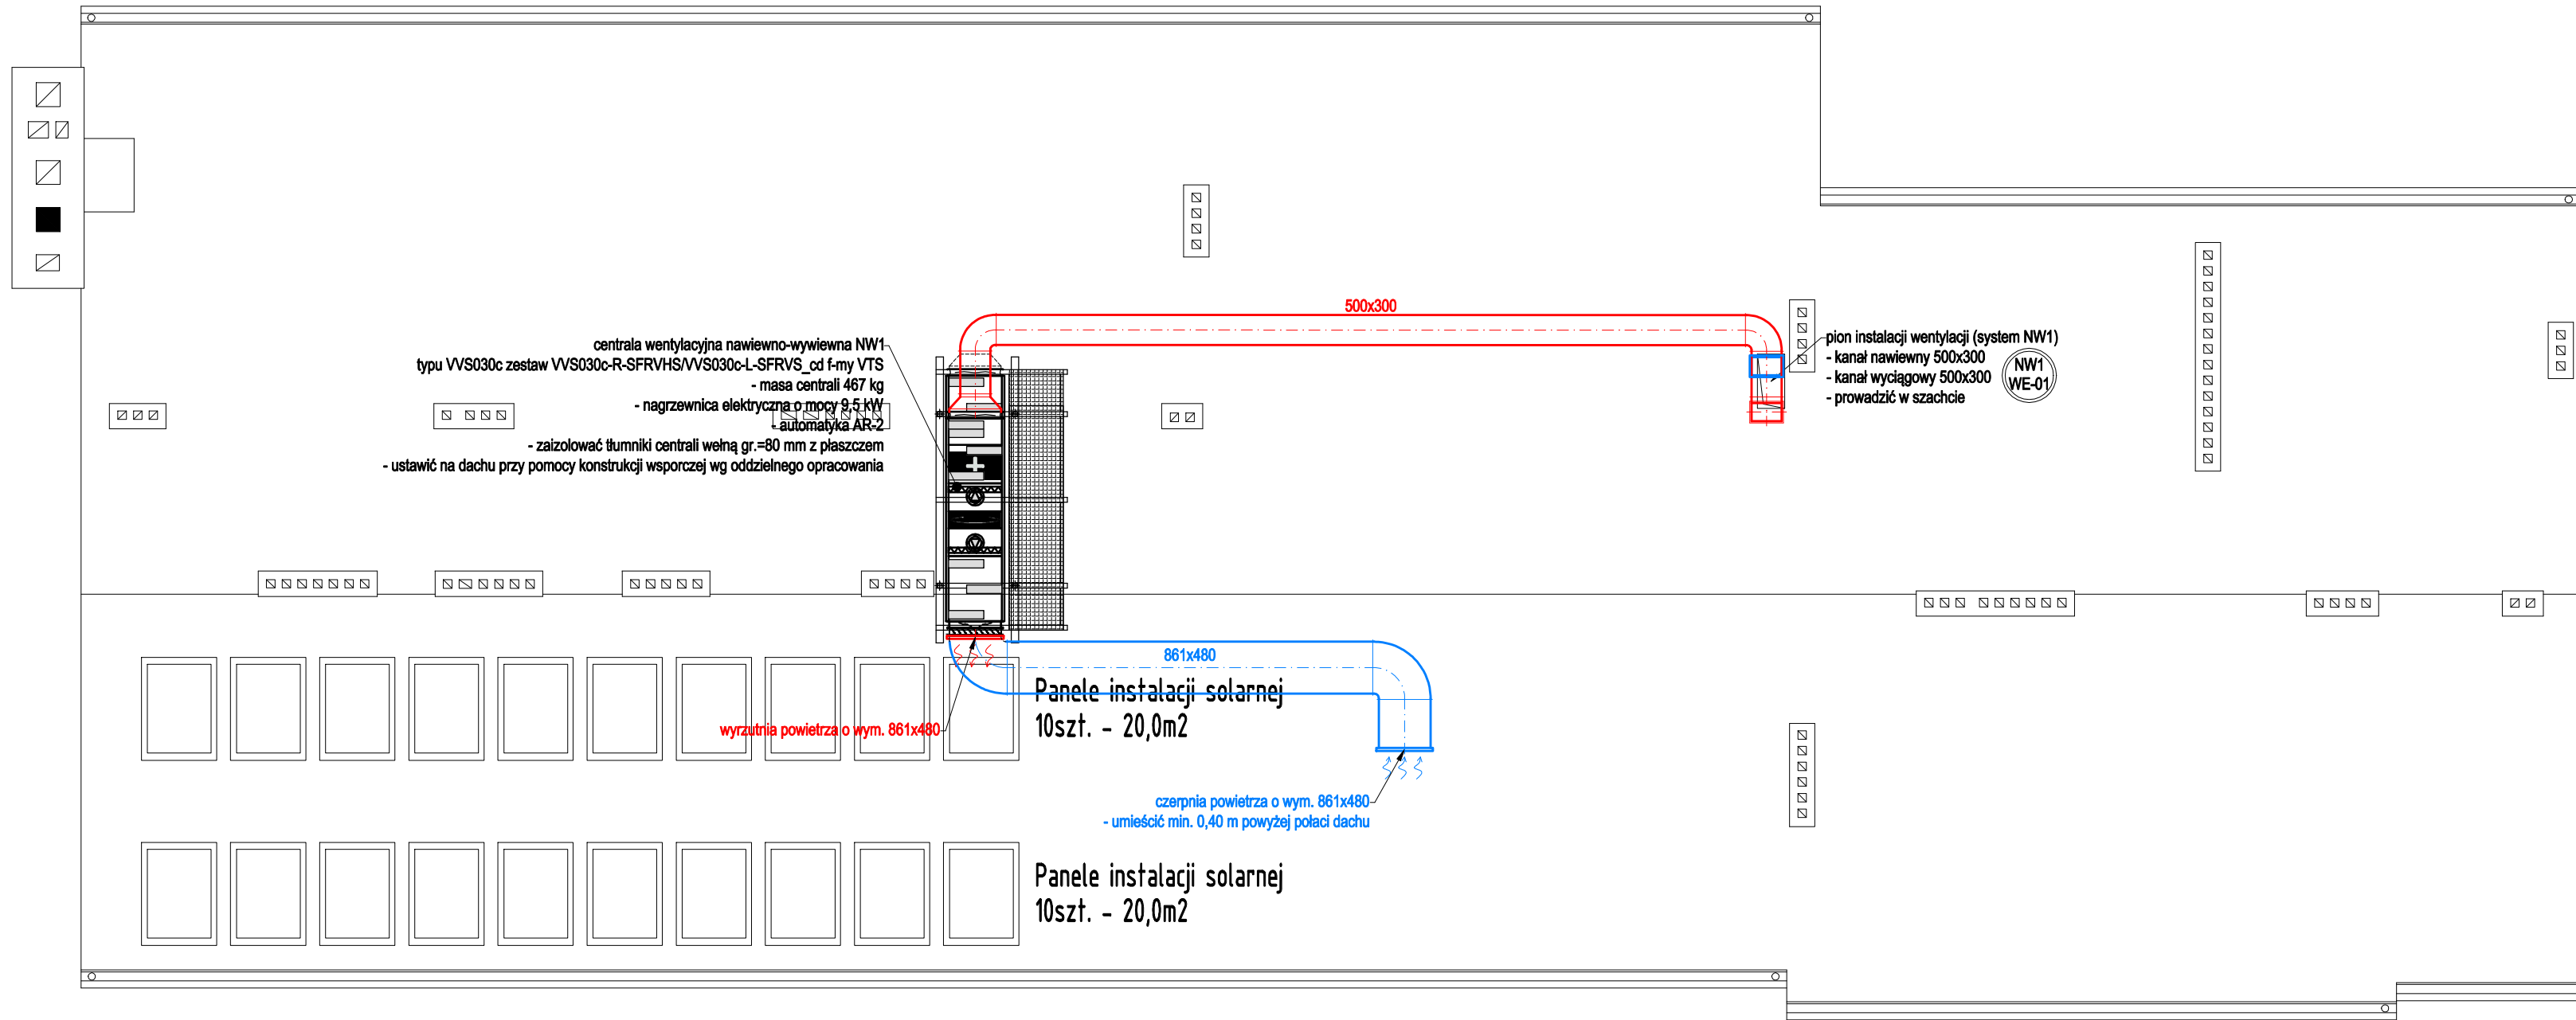 500x300
centrala wentylacyjna nawiewno-wywiewna NW1
typu VVS030c zestaw VVS030c-R-SFRVHS/VVS030c-L-SFRVS_cd f-my VTS
- masa centrali 467 kg
- nagrzewnica elektryczna o mocy 9,5 kW
- automatyka AR-2
- zaizolować tłumniki centrali wełną gr.=80 mm z płaszczem
- ustawić na dachu przy pomocy konstrukcji wsporczej wg oddzielnego opracowania
pion instalacji wentylacji (system NW1)
- kanał nawiewny 500x300
- kanał wyciągowy 500x300
- prowadzić w szachcie
NW1
WE-01
861x480
Panele instalacji solarnej
10szt. - 20,0m2
wyrzutnia powietrza o wym. 861x480
czerpnia powietrza o wym. 861x480
- umieścić min. 0,40 m powyżej połaci dachu
Panele instalacji solarnej
10szt. - 20,0m2